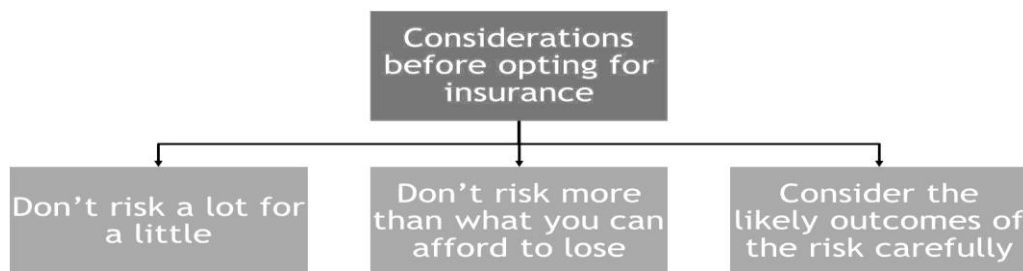 Considerations
before opting for
insurance
Don't risk a lot for
a little
Don't risk more
than what you can
afford to lose
Consider the
likely outcomes of
the risk carefully